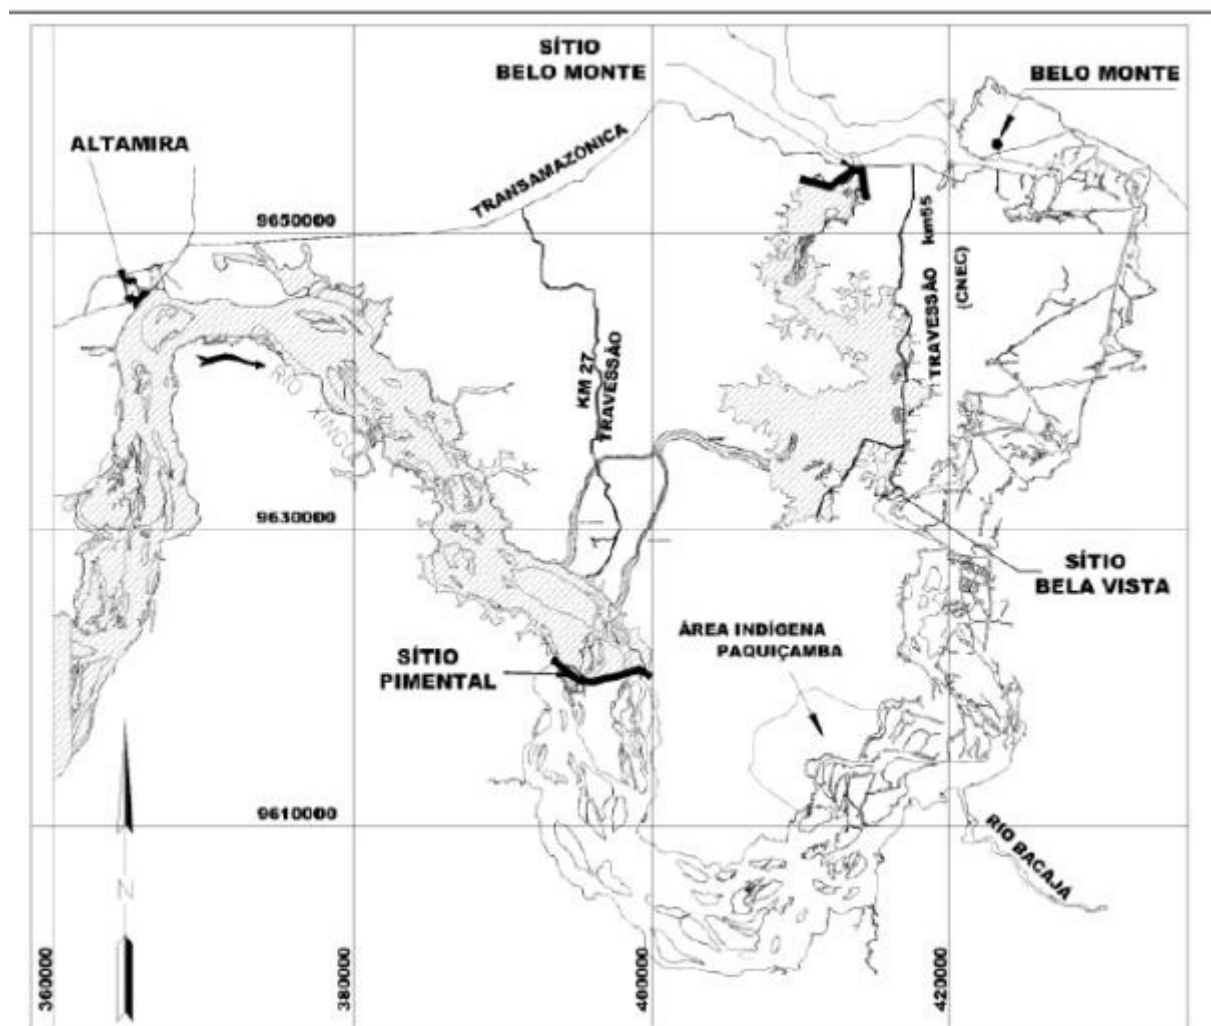 SÍTIO
BELO MONTE
BELO MONTE
ALTAMIRA
TRANSAMAZÔNICA
9650000
TRAVESSÃO km55
(CNEC)
KM 27
TRAVESSÃO
RIO
XINGU
9630000
SÍTIO
BELA VISTA
ÁREA INDÍGENA
PAQUIÇAMBA
SÍTIO
PIMENTAL
9610000
RIO BACAJÁ
N
360000
380000
400000
420000